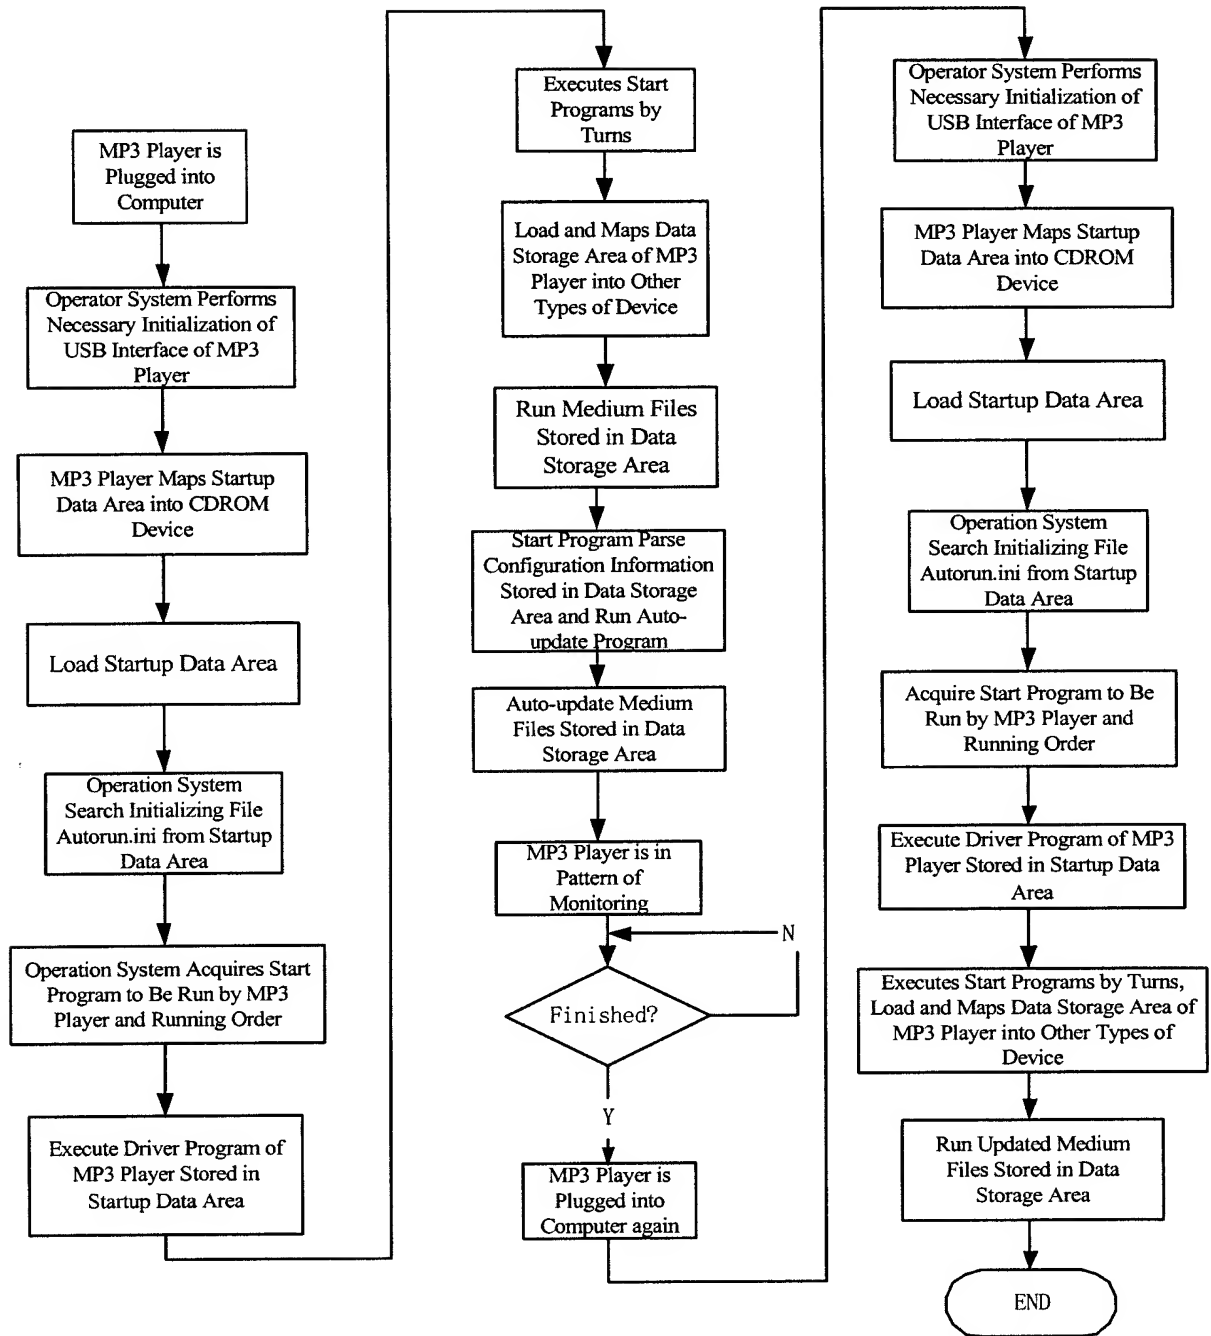 MP3 Player is
Plugged into
Computer
Operator System Performs
Necessary Initialization of
USB Interface of MP3
Player
MP3 Player Maps Startup
Data Area into CDROM
Device
Load Startup Data Area
Operation System
Search Initializing File
Autorun.ini from Startup
Data Area
Operation System Acquires Start
Program to Be Run by MP3
Player and Running Order
Execute Driver Program of
MP3 Player Stored in
Startup Data Area
Executes Start
Programs by
Turns
Load and Maps Data
Storage Area of MP3
Player into Other
Types of Device
Run Medium Files
Stored in Data
Storage Area
Start Program Parse
Configuration Information
Stored in Data Storage
Area and Run Auto-
update Program
Auto-update Medium
Files Stored in Data
Storage Area
MP3 Player is in
Pattern of
Monitoring
N
Finished?
Y
MP3 Player is
Plugged into
Computer again
Operator System Performs
Necessary Initialization of
USB Interface of MP3
Player
MP3 Player Maps Startup
Data Area into CDROM
Device
Load Startup Data Area
Operation System
Search Initializing File
Autorun.ini from Startup
Data Area
Acquire Start Program to Be
Run by MP3 Player and
Running Order
Execute Driver Program of MP3
Player Stored in Startup Data
Area
Executes Start Programs by Turns,
Load and Maps Data Storage Area of
MP3 Player into Other Types of
Device
Run Updated Medium
Files Stored in Data
Storage Area
END